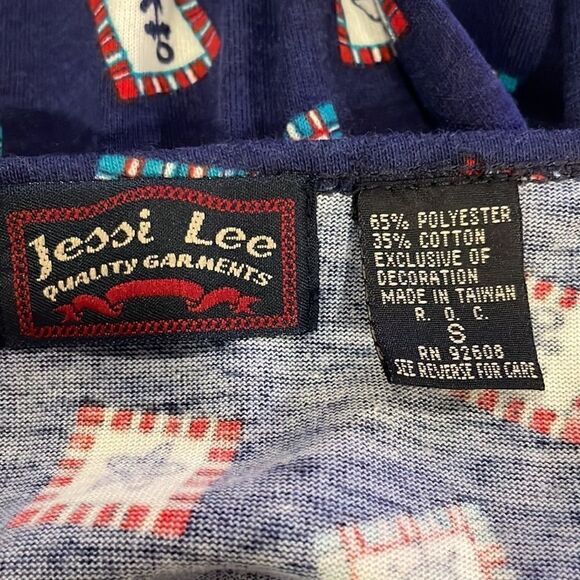 Jessi Lee
QUALITY GARMENTS
65% POLYESTER
35% COTTON
EXCLUSIVE OF
DECORATION
MADE IN TAIWAN
R. O. C.
S
RN 92608
SEE REVERSE FOR CARE